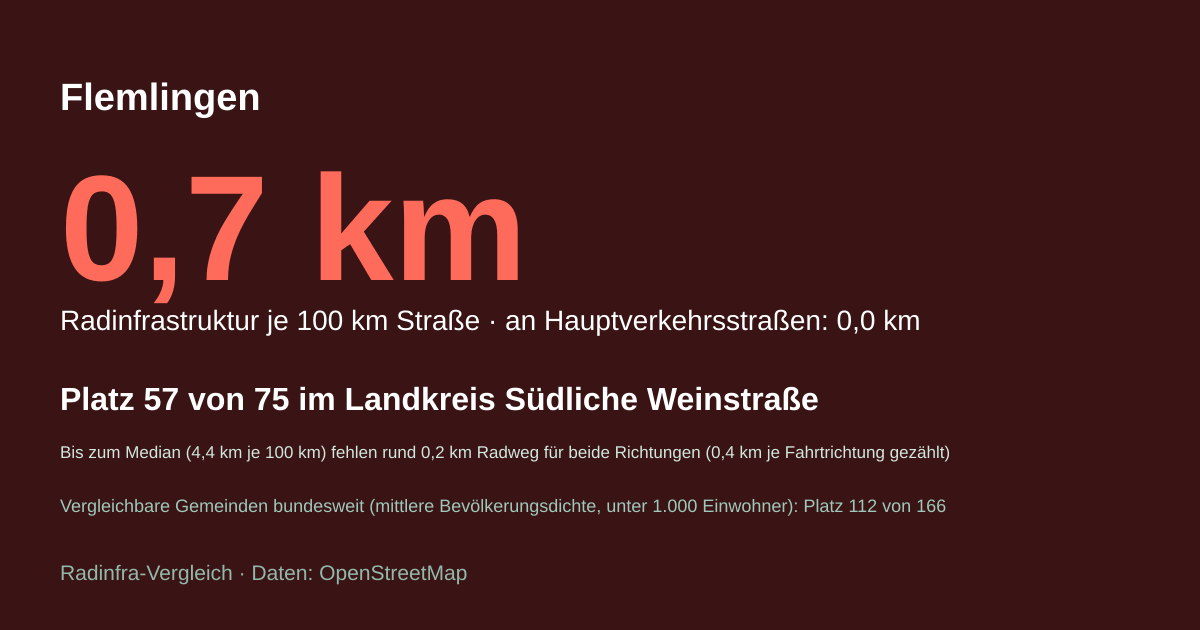 Flemlingen
0,7 km
Radinfrastruktur je 100 km Straße · an Hauptverkehrsstraßen: 0,0 km
Platz 57 von 75 im Landkreis Südliche Weinstraße
Bis zum Median (4,4 km je 100 km) fehlen rund 0,2 km Radweg für beide Richtungen (0,4 km je Fahrtrichtung gezählt)
Vergleichbare Gemeinden bundesweit (mittlere Bevölkerungsdichte, unter 1.000 Einwohner): Platz 112 von 166
Radinfra-Vergleich · Daten: OpenStreetMap